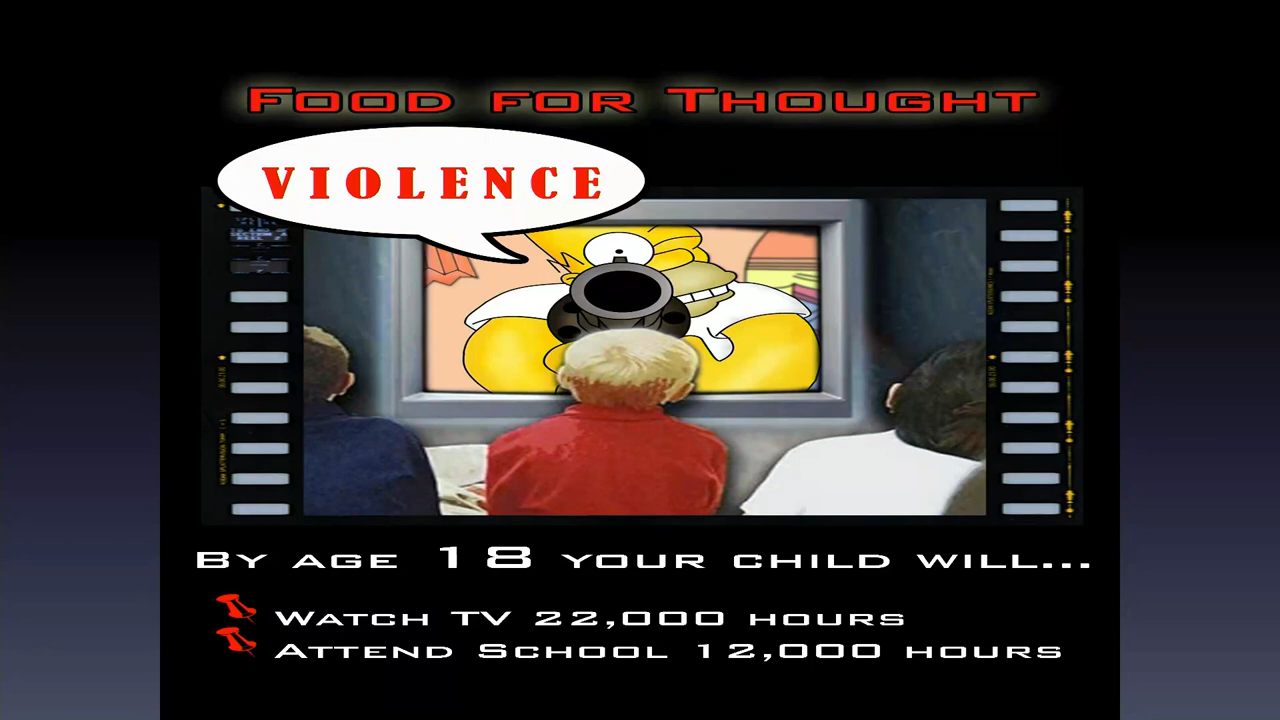 Food for Thought
VIOLENCE
By age 18 your child will...
Watch TV 22,000 hours
Attend School 12,000 hours